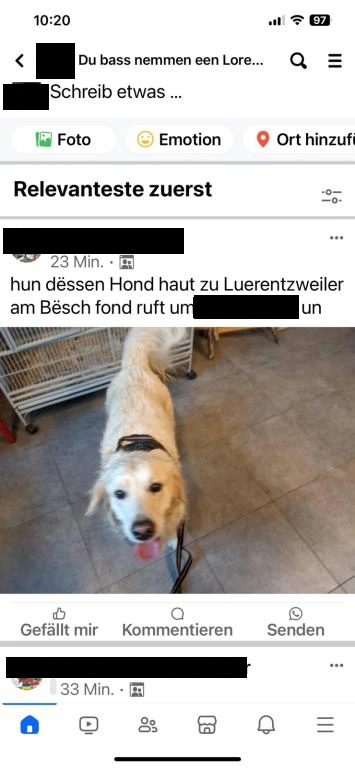 10:20
97
Du bass nemmen een Lore...
Schreib etwas ...
Foto
Emotion
Ort hinzufü
Relevanteste zuerst
23 Min. ·
hun dëssen Hond haut zu Luerentzweiler
am Bësch fond ruft um un
Gefällt mir
Kommentieren
Senden
33 Min. ·